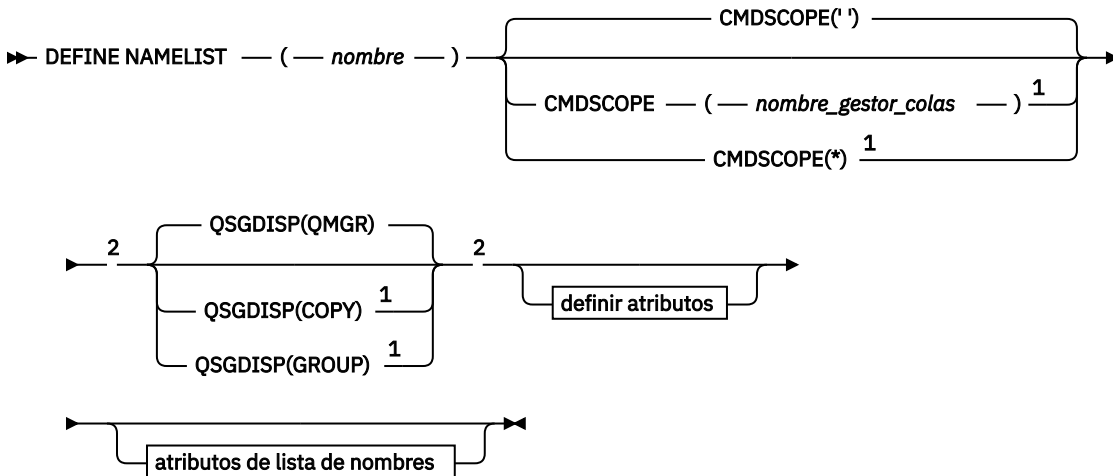 CMDSCOPE(' ')
DEFINE NAMELIST ( nombre )
CMDSCOPE ( nombre_gestor_colas ) 1
CMDSCOPE(*) 1
QSGDISP(QMGR)
2 2
QSGDISP(COPY) 1
definir atributos
QSGDISP(GROUP) 1
atributos de lista de nombres